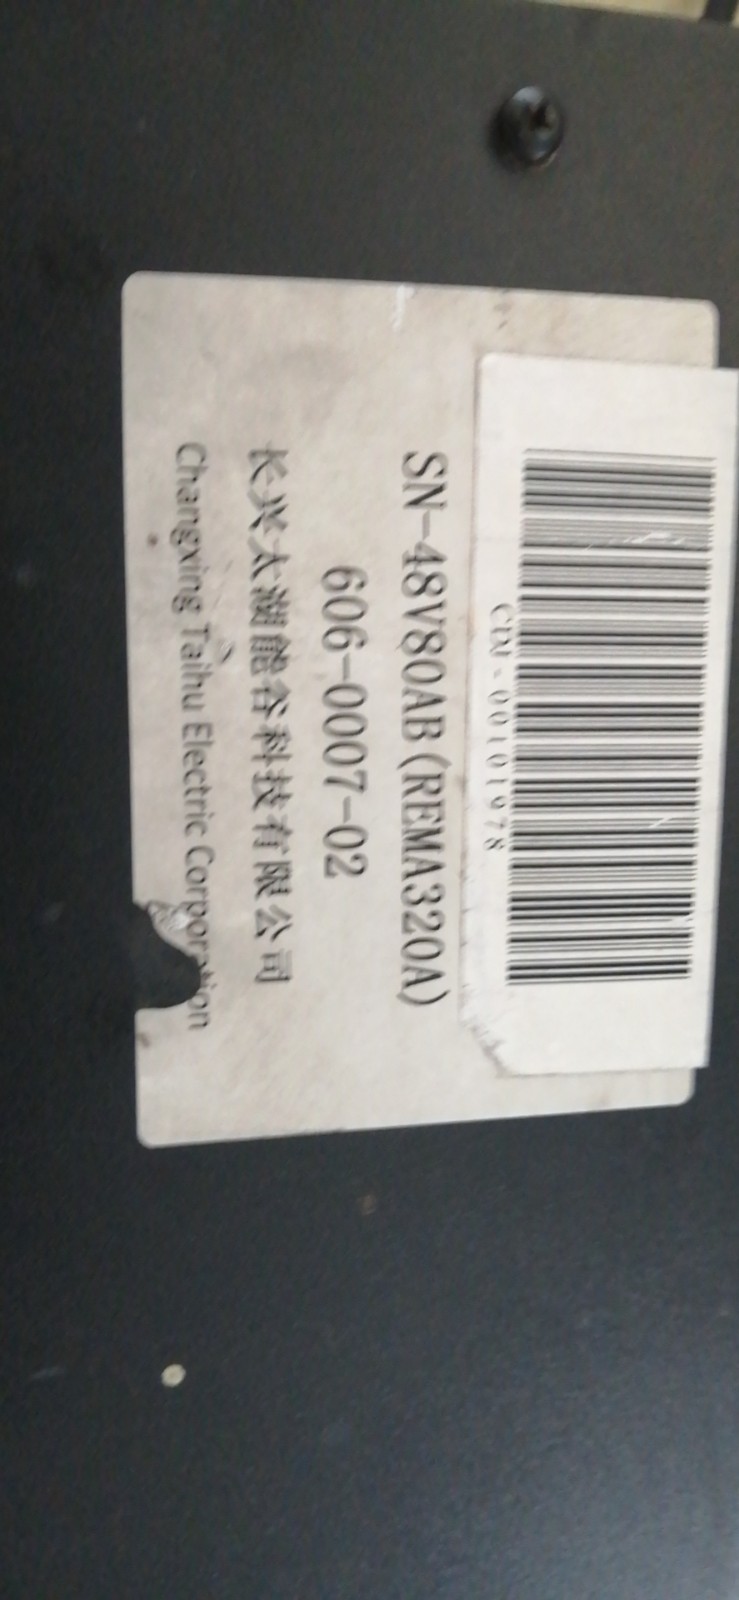 CDJ-00101978
SN-48V80AB(REMA320A)
606-0007-02
长兴太湖能谷科技有限公司
Changxing Taihu Electric Corporation